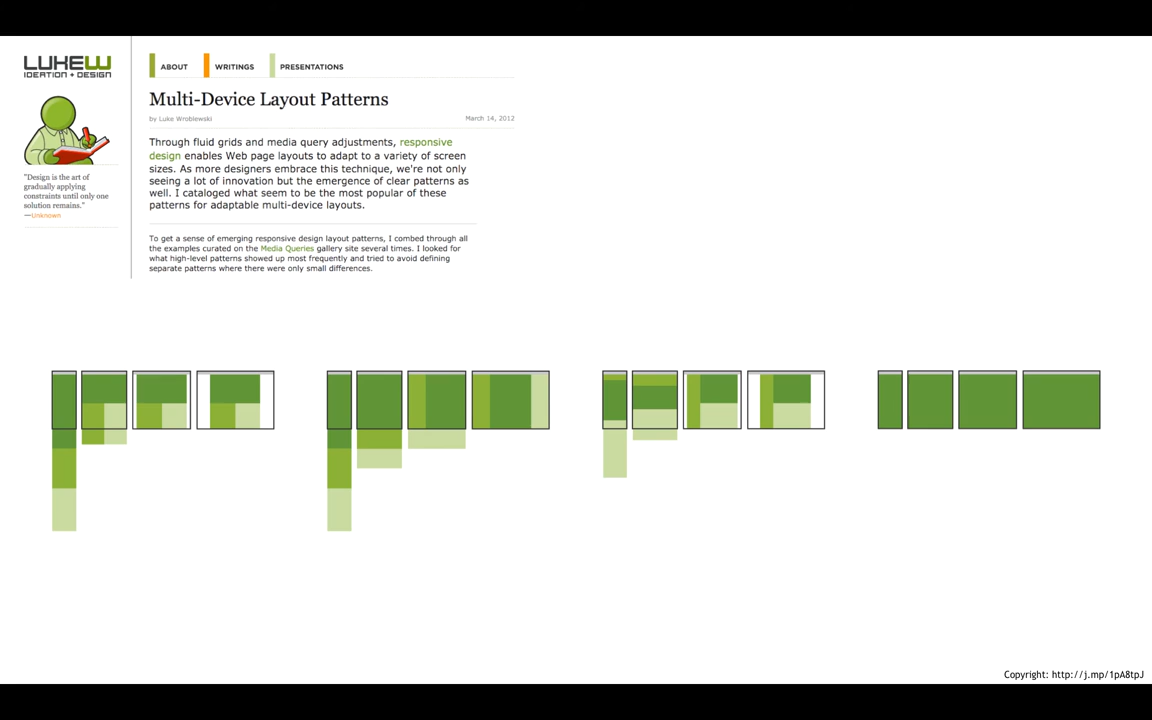 LUKEW
IDEATION + DESIGN
"Design is the art of
gradually applying
constraints until only one
solution remains."
—Unknown
ABOUT WRITINGS PRESENTATIONS
Multi-Device Layout Patterns
by Luke Wroblewski March 14, 2012
Through fluid grids and media query adjustments, responsive
design enables Web page layouts to adapt to a variety of screen
sizes. As more designers embrace this technique, we're not only
seeing a lot of innovation but the emergence of clear patterns as
well. I cataloged what seem to be the most popular of these
patterns for adaptable multi-device layouts.
To get a sense of emerging responsive design layout patterns, I combed through all
the examples curated on the Media Queries gallery site several times. I looked for
what high-level patterns showed up most frequently and tried to avoid defining
separate patterns where there were only small differences.
Copyright: http://j.mp/1pA8tpJ